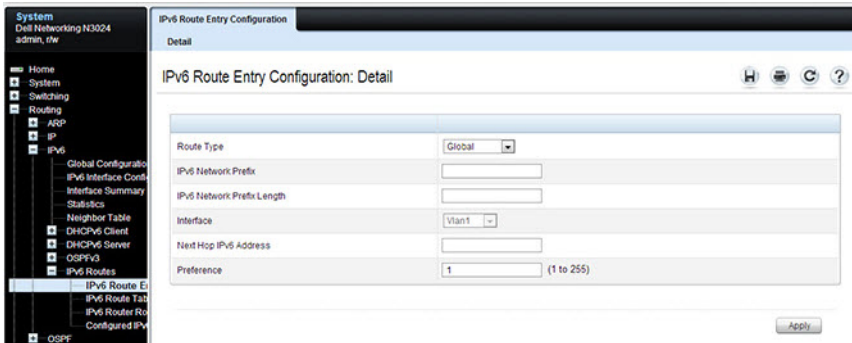 System
Dell Networking N3024
admin, r/w
Home
System
Switching
Routing
ARP
IP
IPv6
Global Configuratio
IPv6 Interface Confi
Interface Summary
Statistics
Neighbor Table
DHCPv6 Client
DHCPv6 Server
OSPFv3
IPv6 Routes
IPv6 Route E
IPv6 Route Tab
IPv6 Router Ro
Configured IPv
OSPF
IPv6 Route Entry Configuration
Detail
IPv6 Route Entry Configuration: Detail
Route Type Global
IPv6 Network Prefix
IPv6 Network Prefix Length
Interface Vlan1
Next Hop IPv6 Address
Preference 1 (1 to 255)
Apply